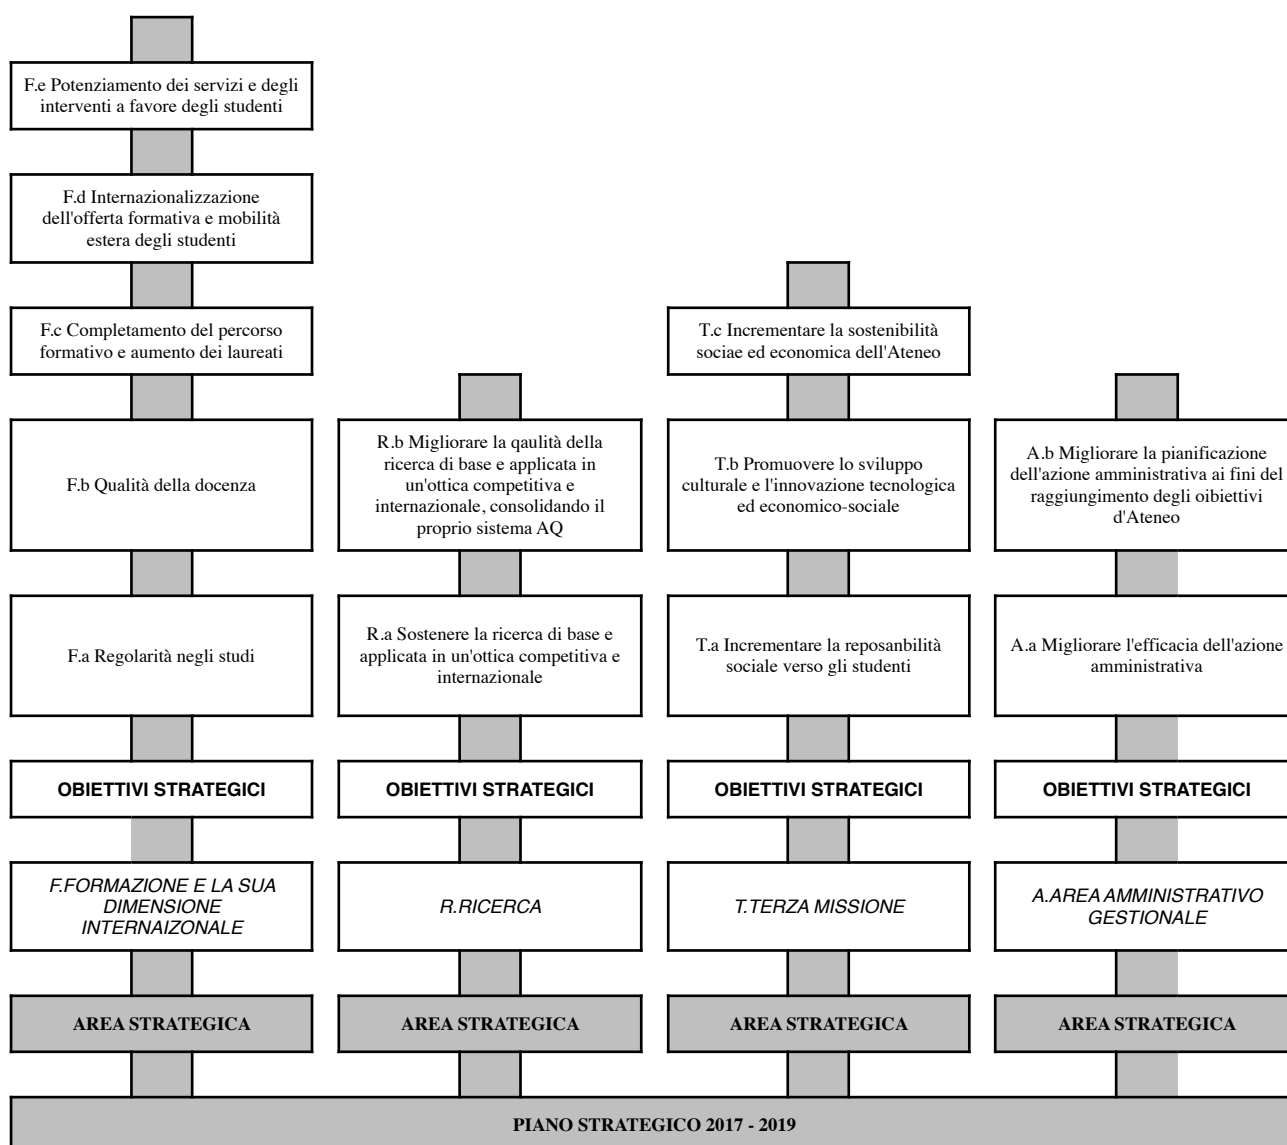 F.e Potenziamento dei servizi e degli
interventi a favore degli studenti
F.d Internazionalizzazione
dell'offerta formativa e mobilità
estera degli studenti
F.c Completamento del percorso
formativo e aumento dei laureati
T.c Incrementare la sostenibilità
sociae ed economica dell'Ateneo
F.b Qualità della docenza
R.b Migliorare la qaulità della
ricerca di base e applicata in
un'ottica competitiva e
internazionale, consolidando il
proprio sistema AQ
T.b Promuovere lo sviluppo
culturale e l'innovazione tecnologica
ed economico-sociale
A.b Migliorare la pianificazione
dell'azione amministrativa ai fini del
raggiungimento degli oibiettivi
d'Ateneo
F.a Regolarità negli studi
R.a Sostenere la ricerca di base e
applicata in un'ottica competitiva e
internazionale
T.a Incrementare la reposanbilità
sociale verso gli studenti
A.a Migliorare l'efficacia dell'azione
amministrativa
OBIETTIVI STRATEGICI
OBIETTIVI STRATEGICI
OBIETTIVI STRATEGICI
OBIETTIVI STRATEGICI
F.FORMAZIONE E LA SUA
DIMENSIONE
INTERNAIZONALE
R.RICERCA
T.TERZA MISSIONE
A.AREA AMMINISTRATIVO
GESTIONALE
AREA STRATEGICA
AREA STRATEGICA
AREA STRATEGICA
AREA STRATEGICA
PIANO STRATEGICO 2017 - 2019